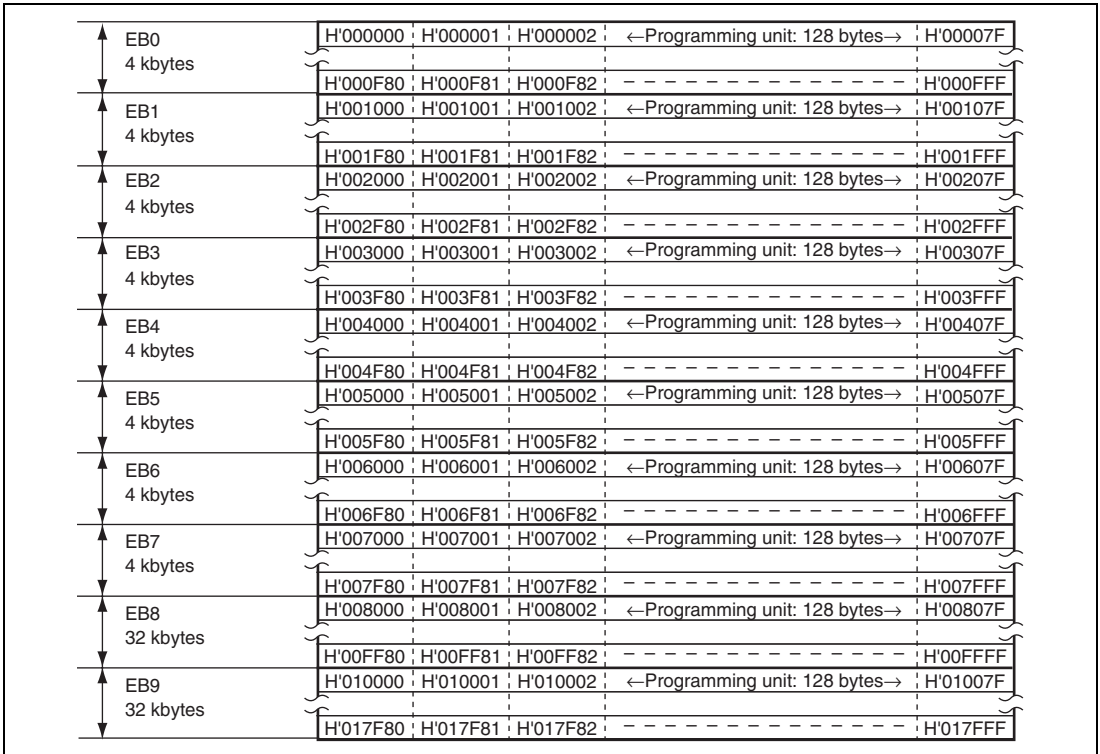 EB0 H'000000 H'000001 H'000002 ←Programming unit: 128 bytes→ H'00007F
4 kbytes
H'000F80 H'000F81 H'000F82 – – – – – – – – – – – – – – – H'000FFF
EB1 H'001000 H'001001 H'001002 ←Programming unit: 128 bytes→ H'00107F
4 kbytes
H'001F80 H'001F81 H'001F82 – – – – – – – – – – – – – – – H'001FFF
EB2 H'002000 H'002001 H'002002 ←Programming unit: 128 bytes→ H'00207F
4 kbytes
H'002F80 H'002F81 H'002F82 – – – – – – – – – – – – – – – H'002FFF
EB3 H'003000 H'003001 H'003002 ←Programming unit: 128 bytes→ H'00307F
4 kbytes
H'003F80 H'003F81 H'003F82 – – – – – – – – – – – – – – – H'003FFF
EB4 H'004000 H'004001 H'004002 ←Programming unit: 128 bytes→ H'00407F
4 kbytes
H'004F80 H'004F81 H'004F82 – – – – – – – – – – – – – – – H'004FFF
EB5 H'005000 H'005001 H'005002 ←Programming unit: 128 bytes→ H'00507F
4 kbytes
H'005F80 H'005F81 H'005F82 – – – – – – – – – – – – – – – H'005FFF
EB6 H'006000 H'006001 H'006002 ←Programming unit: 128 bytes→ H'00607F
4 kbytes
H'006F80 H'006F81 H'006F82 – – – – – – – – – – – – – – – H'006FFF
EB7 H'007000 H'007001 H'007002 ←Programming unit: 128 bytes→ H'00707F
4 kbytes
H'007F80 H'007F81 H'007F82 – – – – – – – – – – – – – – – H'007FFF
EB8 H'008000 H'008001 H'008002 ←Programming unit: 128 bytes→ H'00807F
32 kbytes
H'00FF80 H'00FF81 H'00FF82 – – – – – – – – – – – – – – – H'00FFFF
EB9 H'010000 H'010001 H'010002 ←Programming unit: 128 bytes→ H'01007F
32 kbytes
H'017F80 H'017F81 H'017F82 – – – – – – – – – – – – – – – H'017FFF